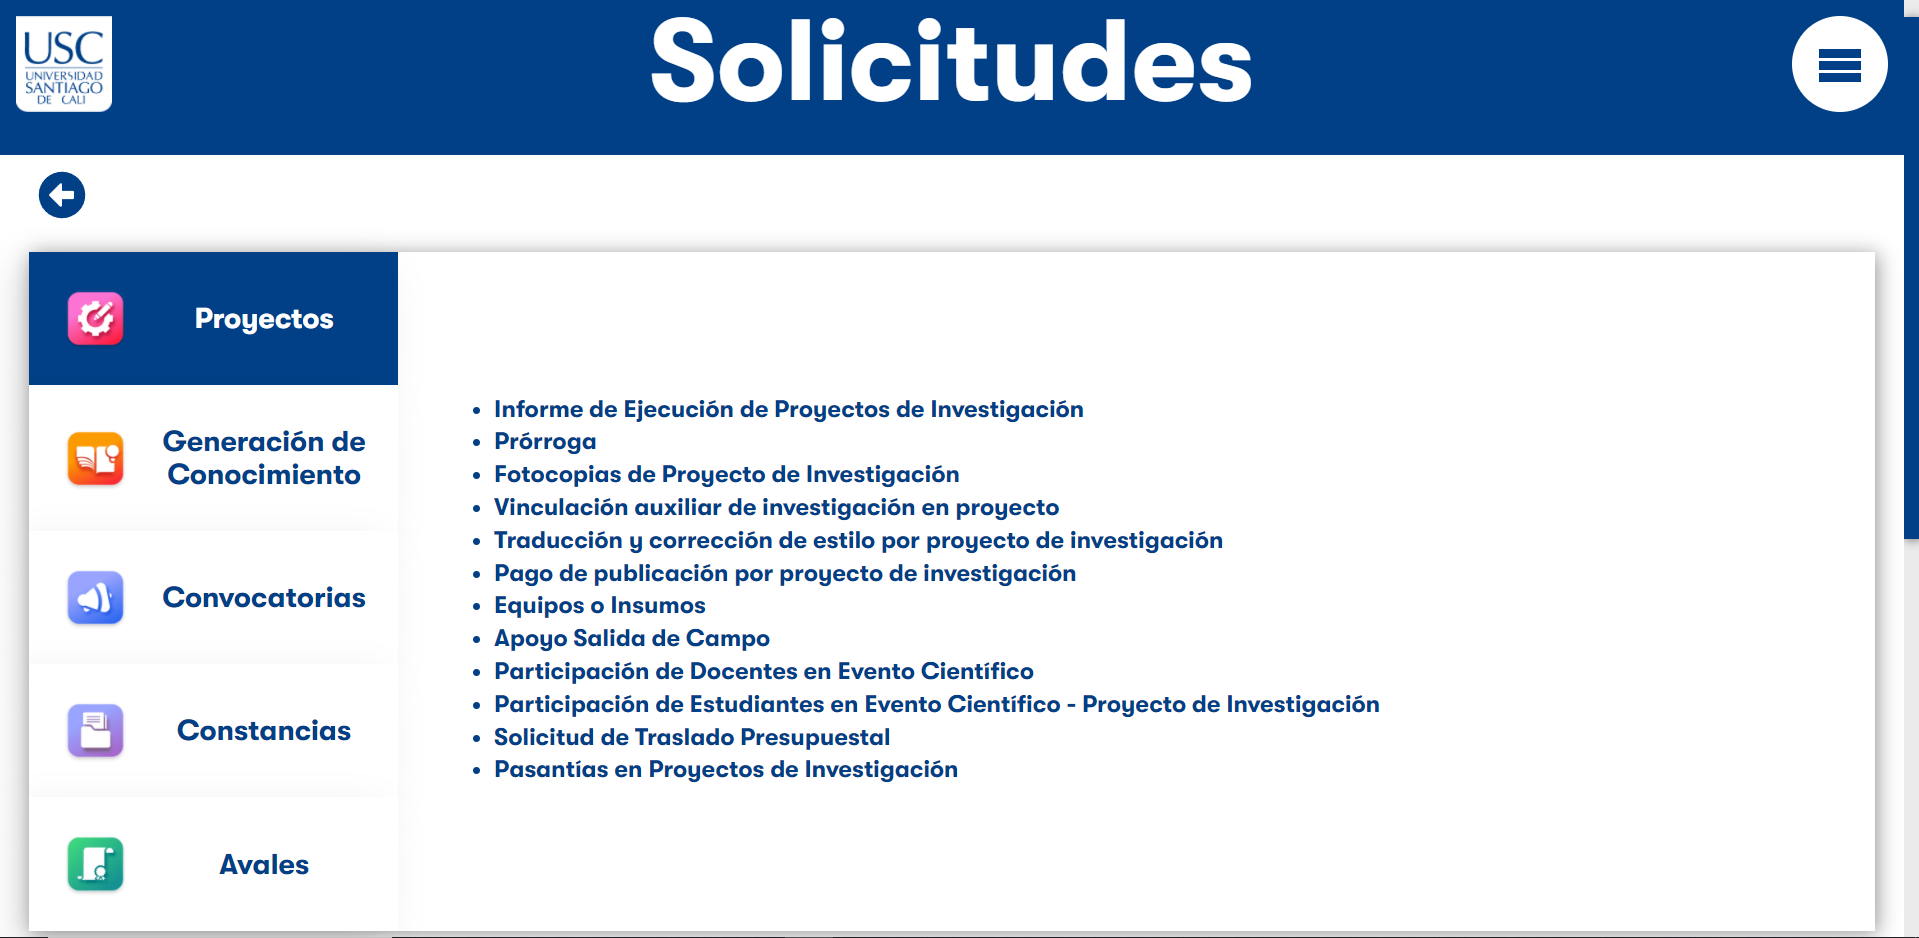 USC
UNIVERSIDAD
SANTIAGO
DE CALI
Solicitudes
Proyectos
Generación de
Conocimiento
Convocatorias
Constancias
Avales
• Informe de Ejecución de Proyectos de Investigación
• Prórroga
• Fotocopias de Proyecto de Investigación
• Vinculación auxiliar de investigación en proyecto
• Traducción y corrección de estilo por proyecto de investigación
• Pago de publicación por proyecto de investigación
• Equipos o Insumos
• Apoyo Salida de Campo
• Participación de Docentes en Evento Científico
• Participación de Estudiantes en Evento Científico - Proyecto de Investigación
• Solicitud de Traslado Presupuestal
• Pasantías en Proyectos de Investigación